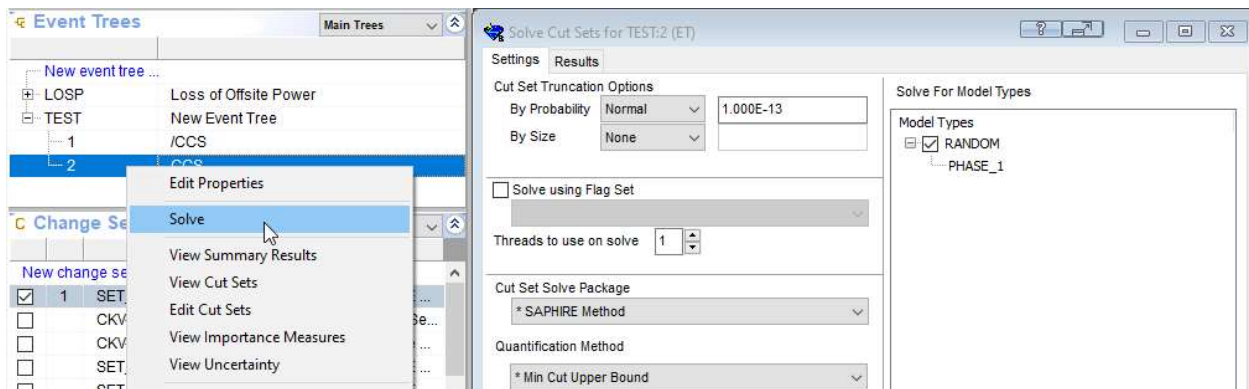 Event Trees
Main Trees
New event tree ...
LOSP Loss of Offsite Power
TEST New Event Tree
1 /CCS
2 CCS
Edit Properties
Solve
View Summary Results
View Cut Sets
Edit Cut Sets
View Importance Measures
View Uncertainty
Change Se
New change se
1 SET_ ...
CKV Se...
CKV ...
SET_ ...
Solve Cut Sets for TEST:2 (ET)
Settings Results
Cut Set Truncation Options
By Probability Normal 1.000E-13
By Size None
Solve using Flag Set
Threads to use on solve 1
Cut Set Solve Package
* SAPHIRE Method
Quantification Method
* Min Cut Upper Bound
Solve For Model Types
Model Types
RANDOM
PHASE_1